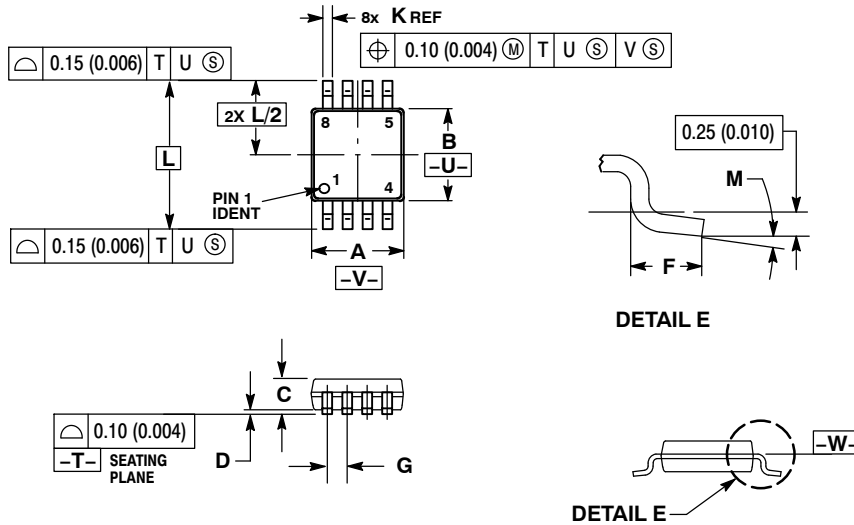 8x K REF
⌖ 0.10 (0.004) Ⓜ T U Ⓢ V Ⓢ
⌓ 0.15 (0.006) T U Ⓢ
2X L/2
L
8 5
B
–U–
1 4
PIN 1
IDENT
⌓ 0.15 (0.006) T U Ⓢ
A
–V–
0.25 (0.010)
M
F
DETAIL E
C
⌓ 0.10 (0.004)
–T– SEATING
PLANE
D
G
–W–
DETAIL E